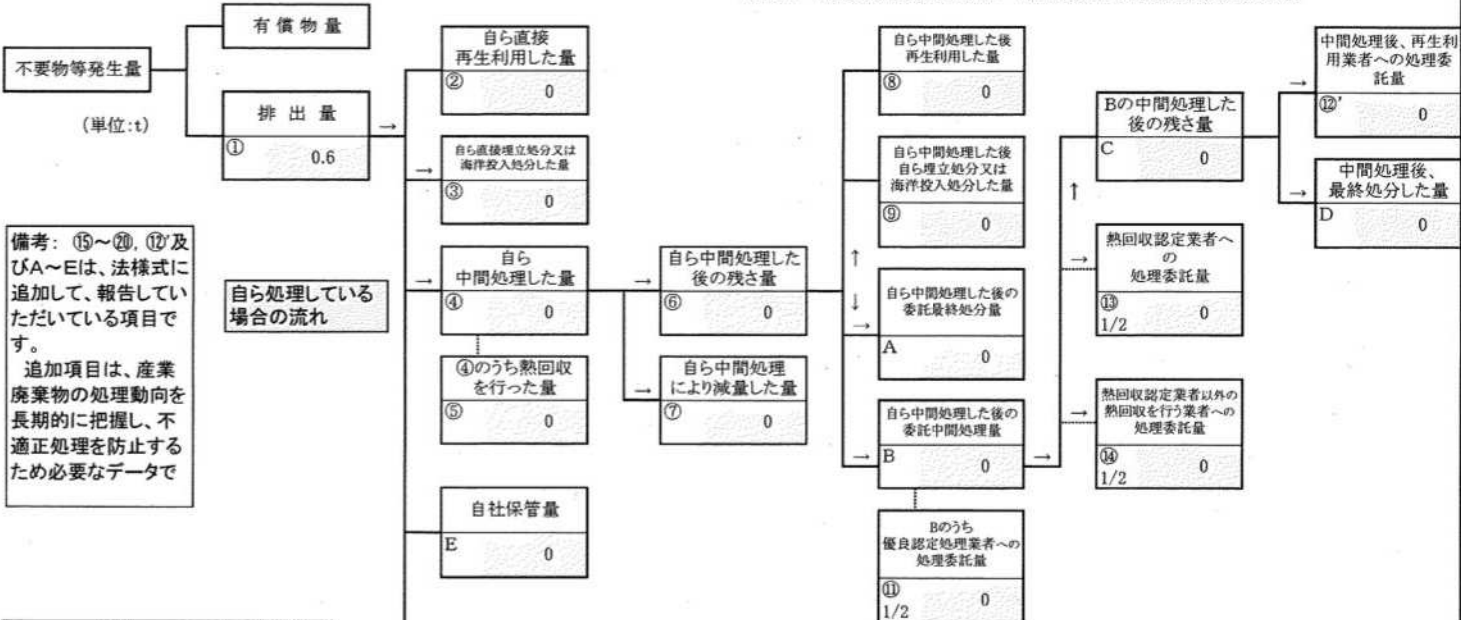 不要物等発生量
(単位:t)
有償物量
排出量
①
0.6
→
備考: ⑮～⑳, ⑫'及
びA～Eは、法様式に
追加して、報告してい
ただいている項目で
す。
追加項目は、産業
廃棄物の処理動向を
長期的に把握し、不
適正処理を防止する
ため必要なデータで
自ら処理している
場合の流れ
自ら直接
再生利用した量
②
0
→
自ら直接埋立処分又は
海洋投入処分した量
③
0
→
自ら
中間処理した量
④
0
④のうち熱回収
を行った量
⑤
0
自社保管量
E
0
→
自ら中間処理した
後の残さ量
⑥
0
→
自ら中間処理
により減量した量
⑦
0
自ら中間処理した後
再生利用した量
⑧
0
自ら中間処理した後
自ら埋立処分又は
海洋投入処分した量
⑨
0
↑
↓
→
自ら中間処理した後の
委託最終処分量
A
0
→
自ら中間処理した後の
委託中間処理量
B
0
→
Bのうち
優良認定処理業者への
処理委託量
⑪
1/2
0
Bの中間処理した
後の残さ量
C
0
↑
→
熱回収認定業者へ
の
処理委託量
⑬
1/2
0
→
熱回収認定業者以外の
熱回収を行う業者への
処理委託量
⑭
1/2
0
→
中間処理後、再生利
用業者への処理委
託量
⑫'
0
→
中間処理後、
最終処分した量
D
0